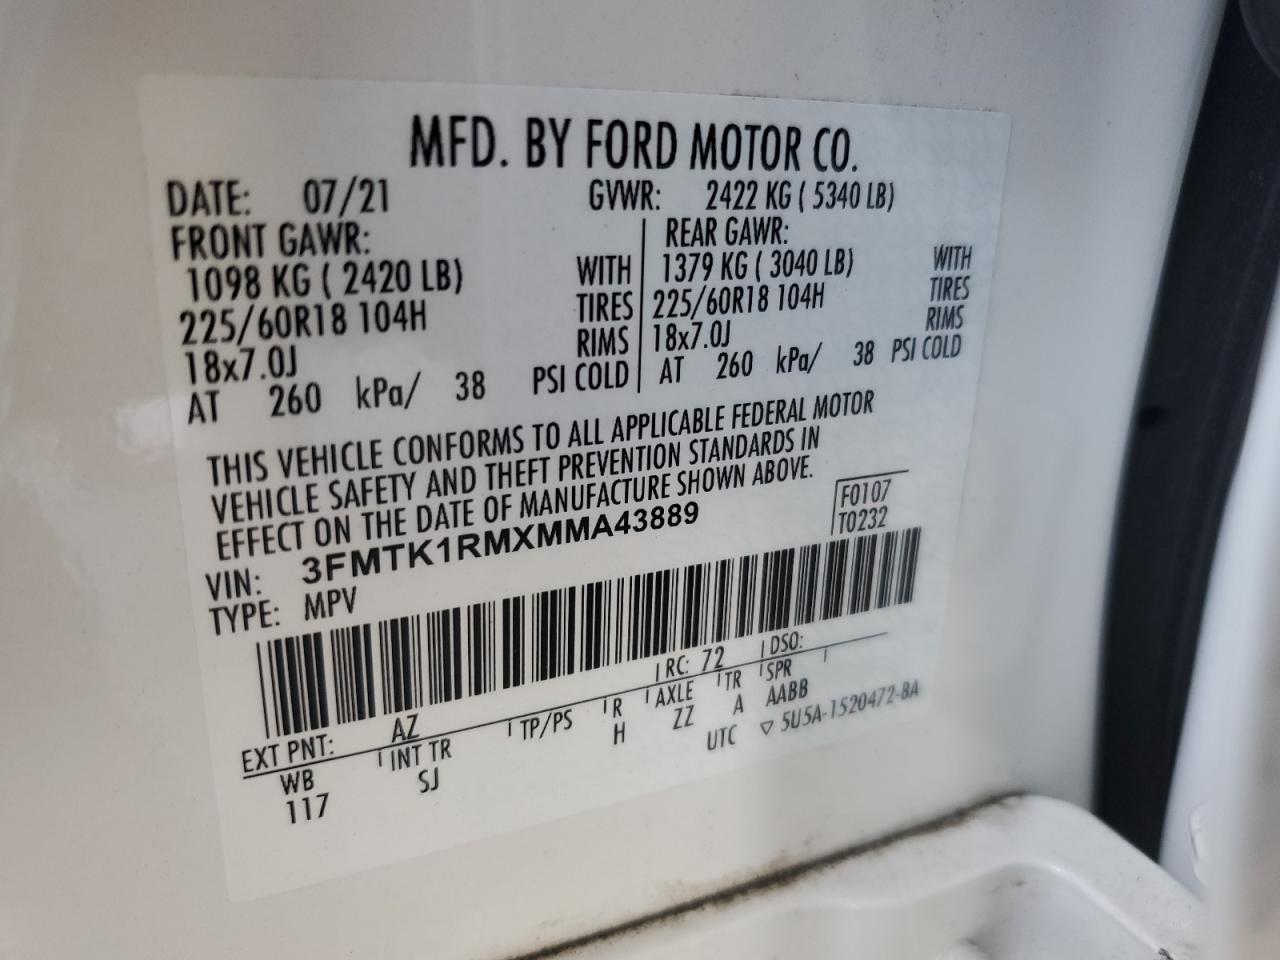 MFD. BY FORD MOTOR CO.
DATE: 07/21 GVWR: 2422 KG ( 5340 LB)
FRONT GAWR: REAR GAWR:
1098 KG ( 2420 LB) WITH 1379 KG ( 3040 LB) WITH
225/60R18 104H TIRES 225/60R18 104H TIRES
18x7.0J RIMS 18x7.0J RIMS
AT 260 kPa/ 38 PSI COLD AT 260 kPa/ 38 PSI COLD
THIS VEHICLE CONFORMS TO ALL APPLICABLE FEDERAL MOTOR
VEHICLE SAFETY AND THEFT PREVENTION STANDARDS IN
EFFECT ON THE DATE OF MANUFACTURE SHOWN ABOVE.
F0107
VIN: 3FMTK1RMXMMA43889 T0232
TYPE: MPV
EXT PNT: AZ RC: 72 DSO:
WB INT TR TP/PS R AXLE TR SPR
117 SJ H ZZ A AABB
UTC ▽ 5U5A-1520472-BA